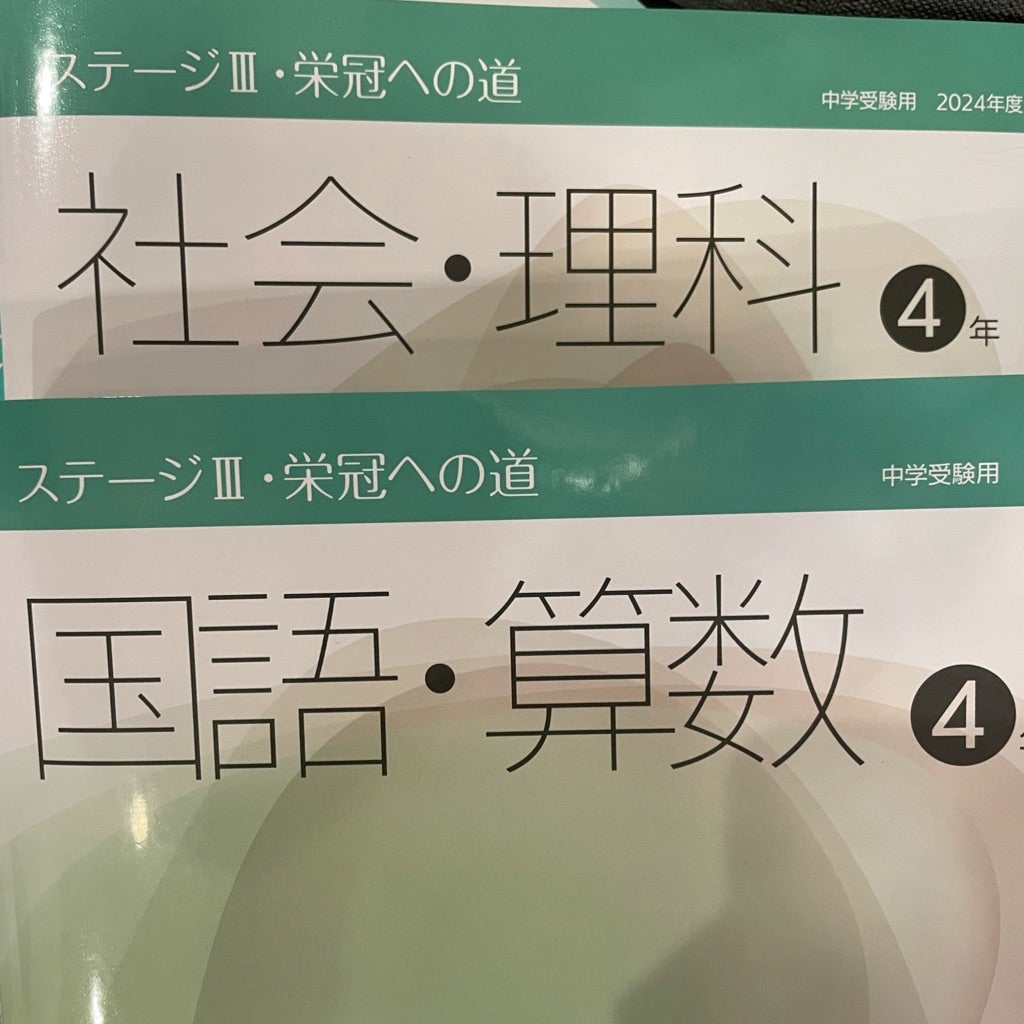 ステージⅢ・栄冠への道
中学受験用 2024年度
社会・理科 4年
ステージⅢ・栄冠への道
中学受験用
国語・算数 4